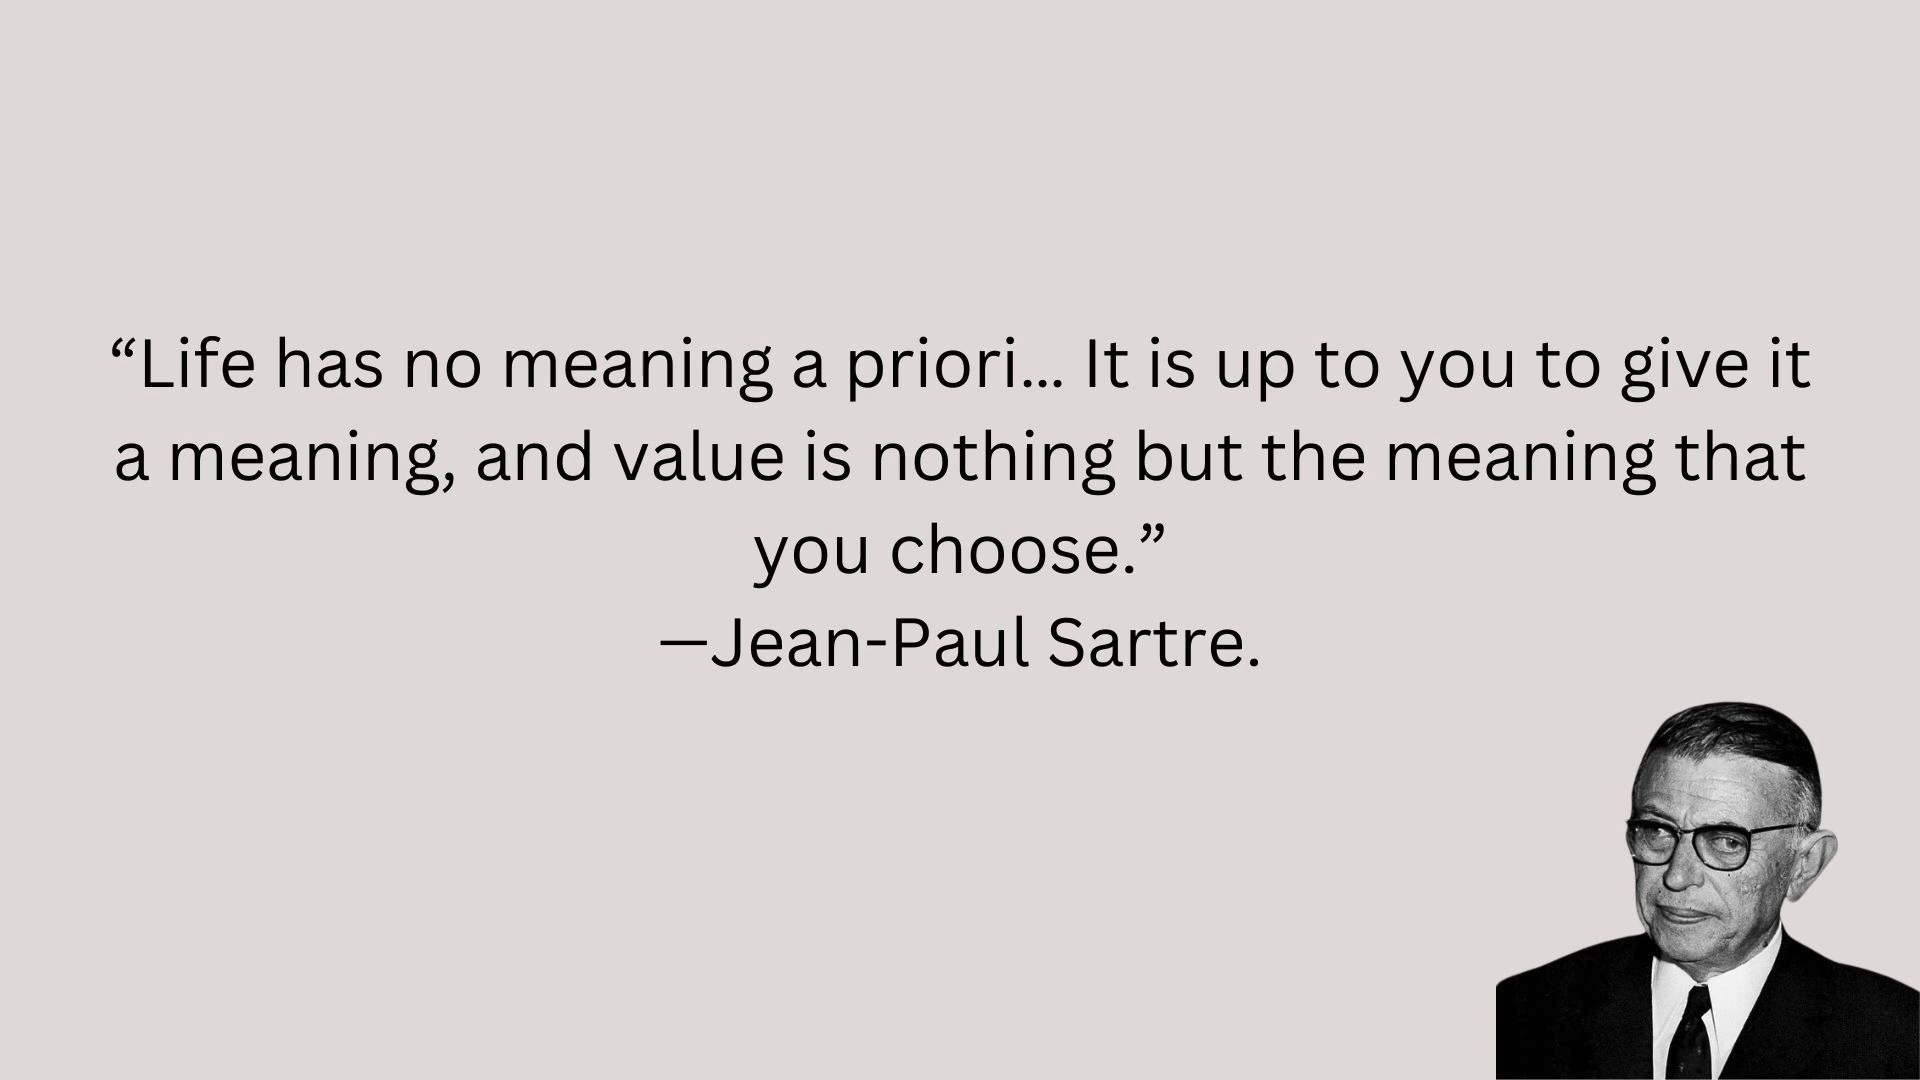 “Life has no meaning a priori... It is up to you to give it
a meaning, and value is nothing but the meaning that
you choose.”
—Jean-Paul Sartre.